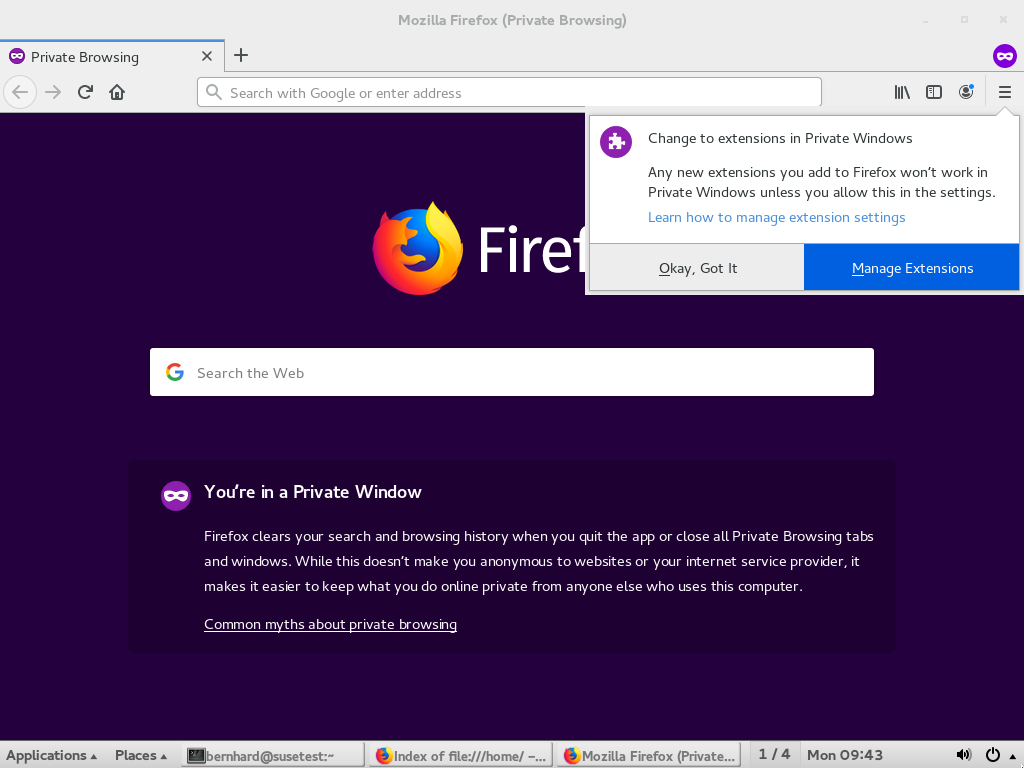 Mozilla Firefox (Private Browsing)
Private Browsing
Search with Google or enter address
Change to extensions in Private Windows
Any new extensions you add to Firefox won’t work in
Private Windows unless you allow this in the settings.
Learn how to manage extension settings
Okay, Got It
Manage Extensions
Firef
Search the Web
You’re in a Private Window
Firefox clears your search and browsing history when you quit the app or close all Private Browsing tabs
and windows. While this doesn’t make you anonymous to websites or your internet service provider, it
makes it easier to keep what you do online private from anyone else who uses this computer.
Common myths about private browsing
Applications Places bernhard@susetest:~ Index of file:///home/ –... Mozilla Firefox (Private... 1 / 4 Mon 09:43